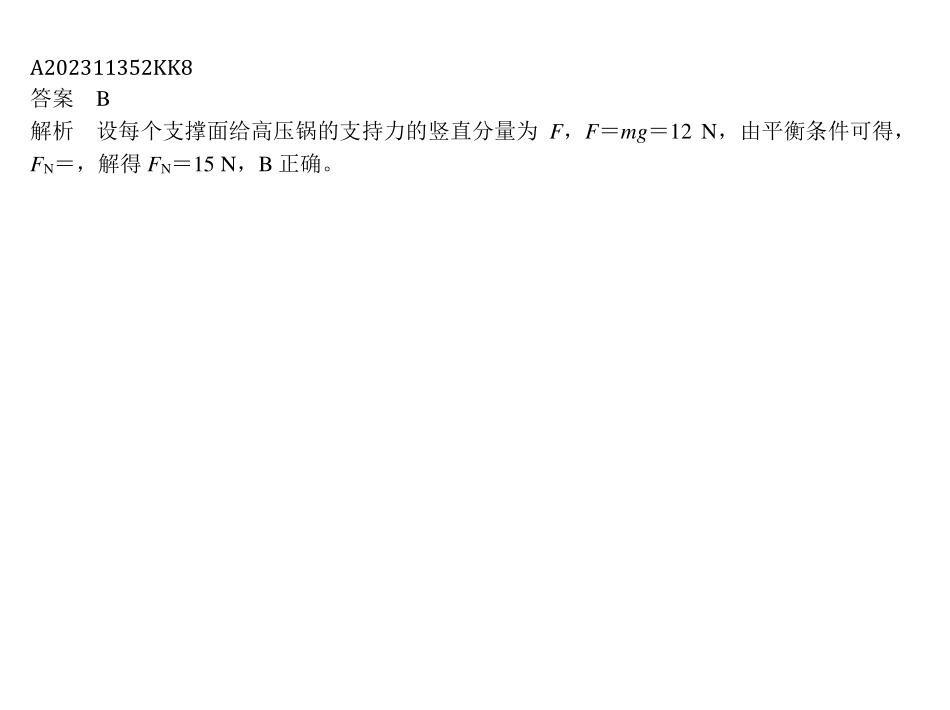 A202311352KK8
答案　B
解析　设每个支撑面给高压锅的支持力的竖直分量为 F，F＝mg＝12 N，由平衡条件可得，
FN＝，解得 FN＝15 N，B 正确。